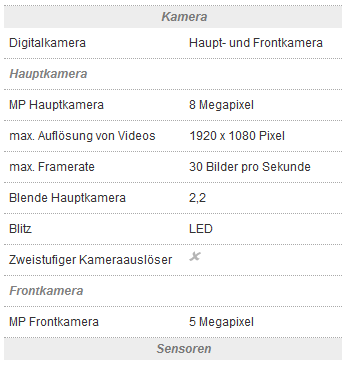 Kamera
Digitalkamera Haupt- und Frontkamera
Hauptkamera
MP Hauptkamera 8 Megapixel
max. Auflösung von Videos 1920 x 1080 Pixel
max. Framerate 30 Bilder pro Sekunde
Blende Hauptkamera 2,2
Blitz LED
Zweistufiger Kameraauslöser
Frontkamera
MP Frontkamera 5 Megapixel
Sensoren